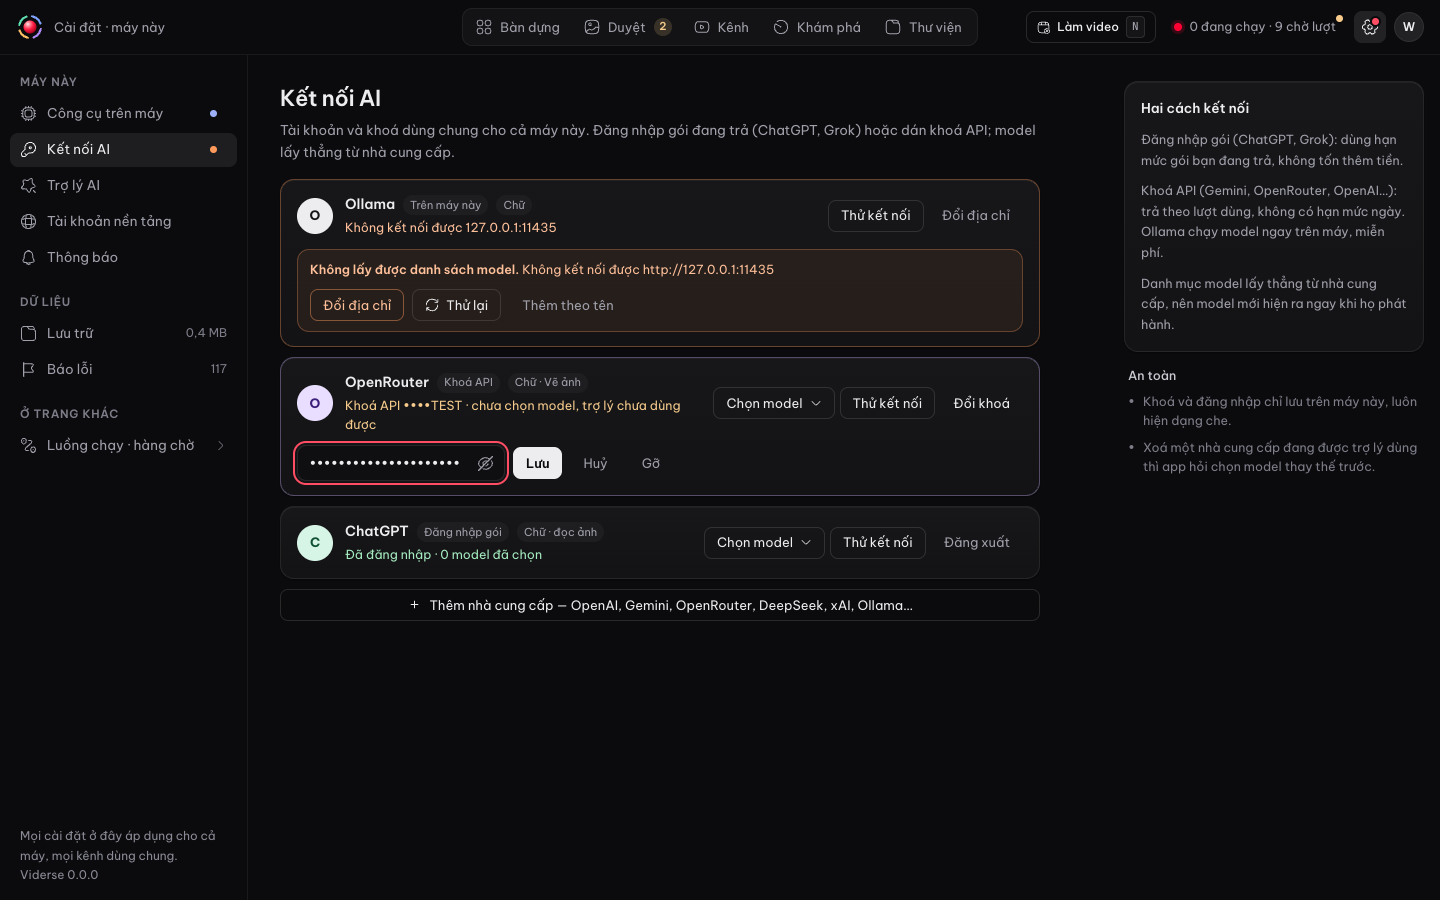 Cài đặt · máy này
Bàn dựng
Duyệt 2
Kênh
Khám phá
Thư viện
Làm video N
0 đang chạy · 9 chờ lượt
W
MÁY NÀY
Công cụ trên máy
Kết nối AI
Trợ lý AI
Tài khoản nền tảng
Thông báo
DỮ LIỆU
Lưu trữ 0,4 MB
Báo lỗi 117
Ở TRANG KHÁC
Luồng chạy · hàng chờ
Mọi cài đặt ở đây áp dụng cho cả
máy, mọi kênh dùng chung.
Viderse 0.0.0
Kết nối AI
Tài khoản và khoá dùng chung cho cả máy này. Đăng nhập gói đang trả (ChatGPT, Grok) hoặc dán khoá API; model
lấy thẳng từ nhà cung cấp.
O
Ollama Trên máy này Chữ
Không kết nối được 127.0.0.1:11435
Thử kết nối Đổi địa chỉ
Không lấy được danh sách model. Không kết nối được http://127.0.0.1:11435
Đổi địa chỉ Thử lại Thêm theo tên
O
OpenRouter Khoá API Chữ · Vẽ ảnh
Khoá API ••••TEST · chưa chọn model, trợ lý chưa dùng
được
Chọn model Thử kết nối Đổi khoá
•••••••••••••••••••••
Lưu Huỷ Gỡ
C
ChatGPT Đăng nhập gói Chữ · đọc ảnh
Đã đăng nhập · 0 model đã chọn
Chọn model Thử kết nối Đăng xuất
+ Thêm nhà cung cấp — OpenAI, Gemini, OpenRouter, DeepSeek, xAI, Ollama...
Hai cách kết nối
Đăng nhập gói (ChatGPT, Grok): dùng hạn
mức gói bạn đang trả, không tốn thêm tiền.
Khoá API (Gemini, OpenRouter, OpenAI...):
trả theo lượt dùng, không có hạn mức ngày.
Ollama chạy model ngay trên máy, miễn
phí.
Danh mục model lấy thẳng từ nhà cung
cấp, nên model mới hiện ra ngay khi họ phát
hành.
An toàn
• Khoá và đăng nhập chỉ lưu trên máy này, luôn
hiện dạng che.
• Xoá một nhà cung cấp đang được trợ lý dùng
thì app hỏi chọn model thay thế trước.